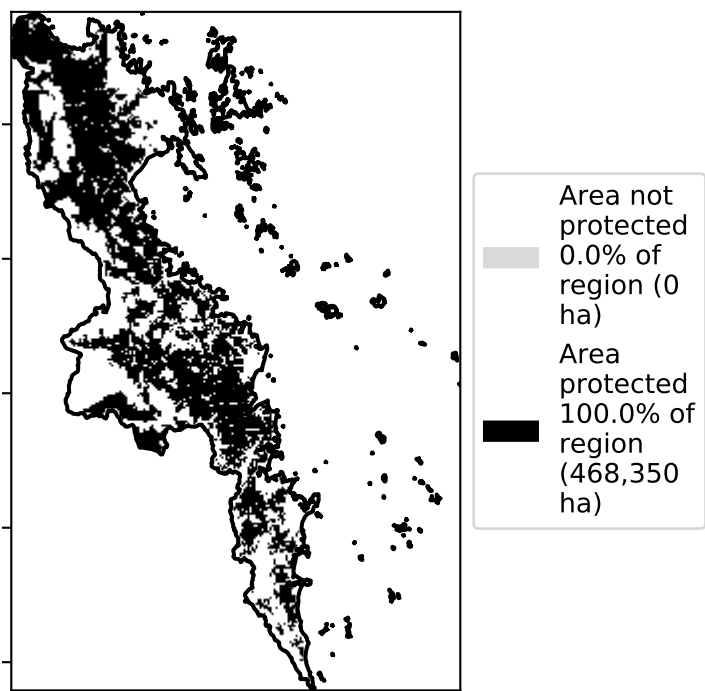 Area not
protected
0.0% of
region (0
ha)
Area
protected
100.0% of
region
(468,350
ha)